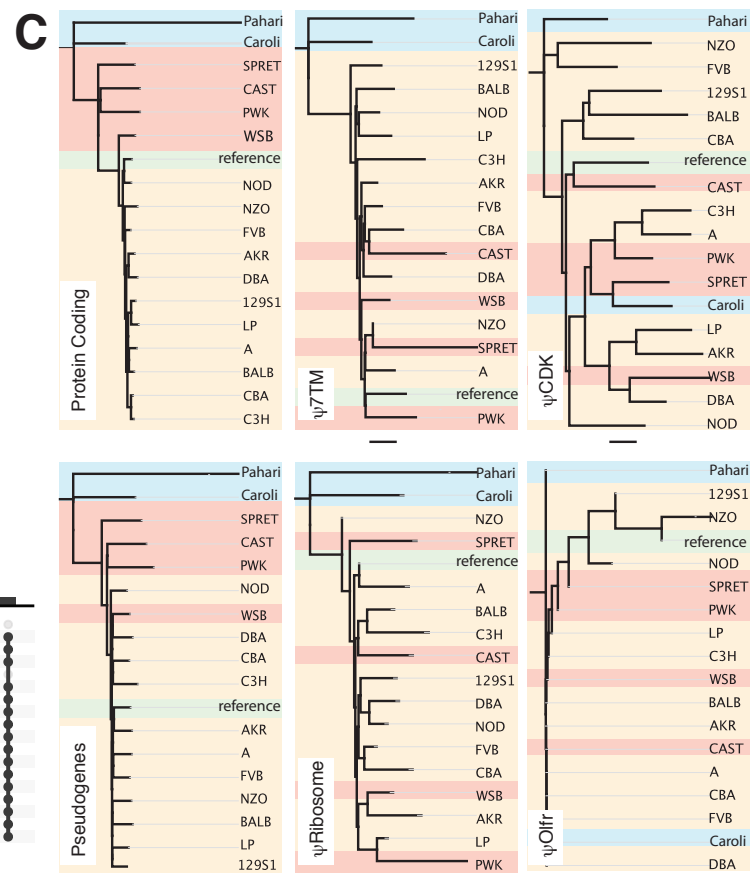 C
Pahari
Caroli
SPRET
CAST
PWK
WSB
reference
NOD
NZO
FVB
AKR
DBA
129S1
LP
A
BALB
CBA
C3H
Protein Coding
Pahari
Caroli
129S1
BALB
NOD
LP
C3H
AKR
FVB
CBA
CAST
DBA
WSB
NZO
SPRET
A
reference
PWK
ψ7TM
Pahari
NZO
FVB
129S1
BALB
CBA
reference
CAST
C3H
A
PWK
SPRET
Caroli
LP
AKR
WSB
DBA
NOD
ψCDK
Pahari
Caroli
SPRET
CAST
PWK
NOD
WSB
DBA
CBA
C3H
reference
AKR
A
FVB
NZO
BALB
LP
129S1
Pseudogenes
Pahari
Caroli
NZO
SPRET
reference
A
BALB
C3H
CAST
129S1
DBA
NOD
FVB
CBA
WSB
AKR
LP
PWK
ψRibosome
Pahari
129S1
NZO
reference
NOD
SPRET
PWK
LP
C3H
WSB
BALB
AKR
CAST
A
CBA
FVB
Caroli
DBA
ψOlfr